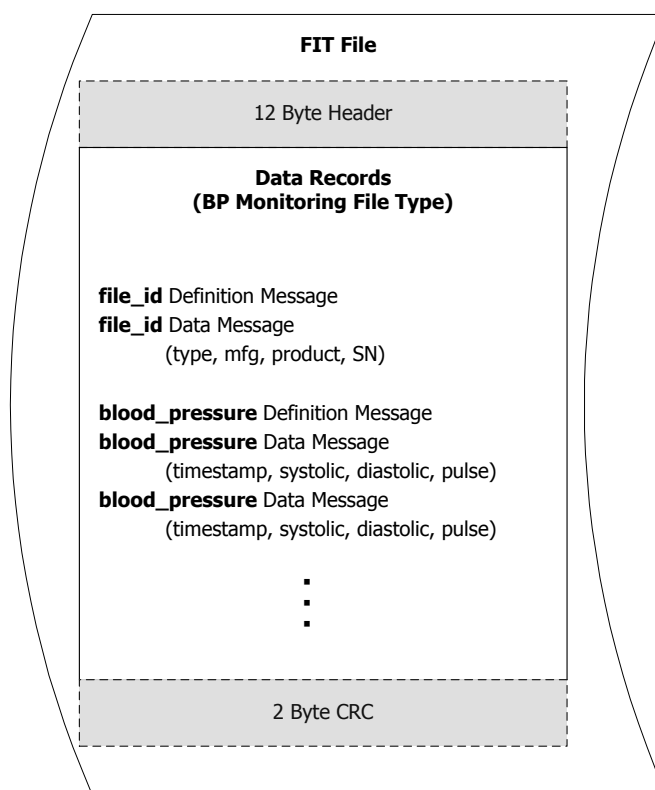 FIT File
12 Byte Header
Data Records
(BP Monitoring File Type)
file_id Definition Message
file_id Data Message
(type, mfg, product, SN)
blood_pressure Definition Message
blood_pressure Data Message
(timestamp, systolic, diastolic, pulse)
blood_pressure Data Message
(timestamp, systolic, diastolic, pulse)
2 Byte CRC